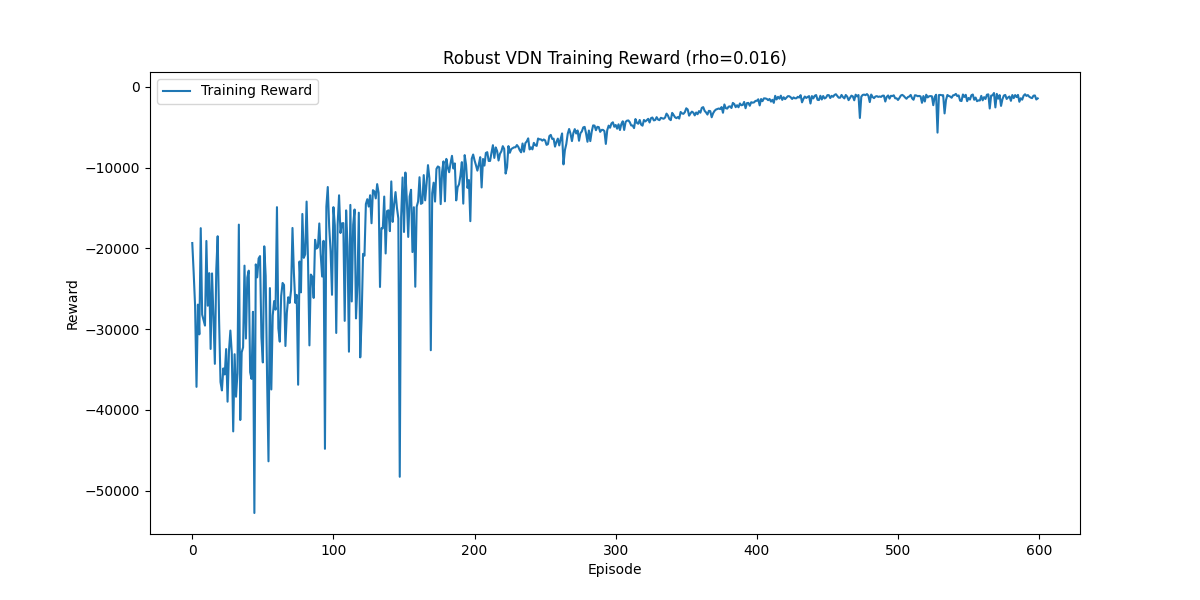 Robust VDN Training Reward (rho=0.016)
Training Reward
0
−10000
−20000
−30000
−40000
−50000
Reward
0 100 200 300 400 500 600
Episode